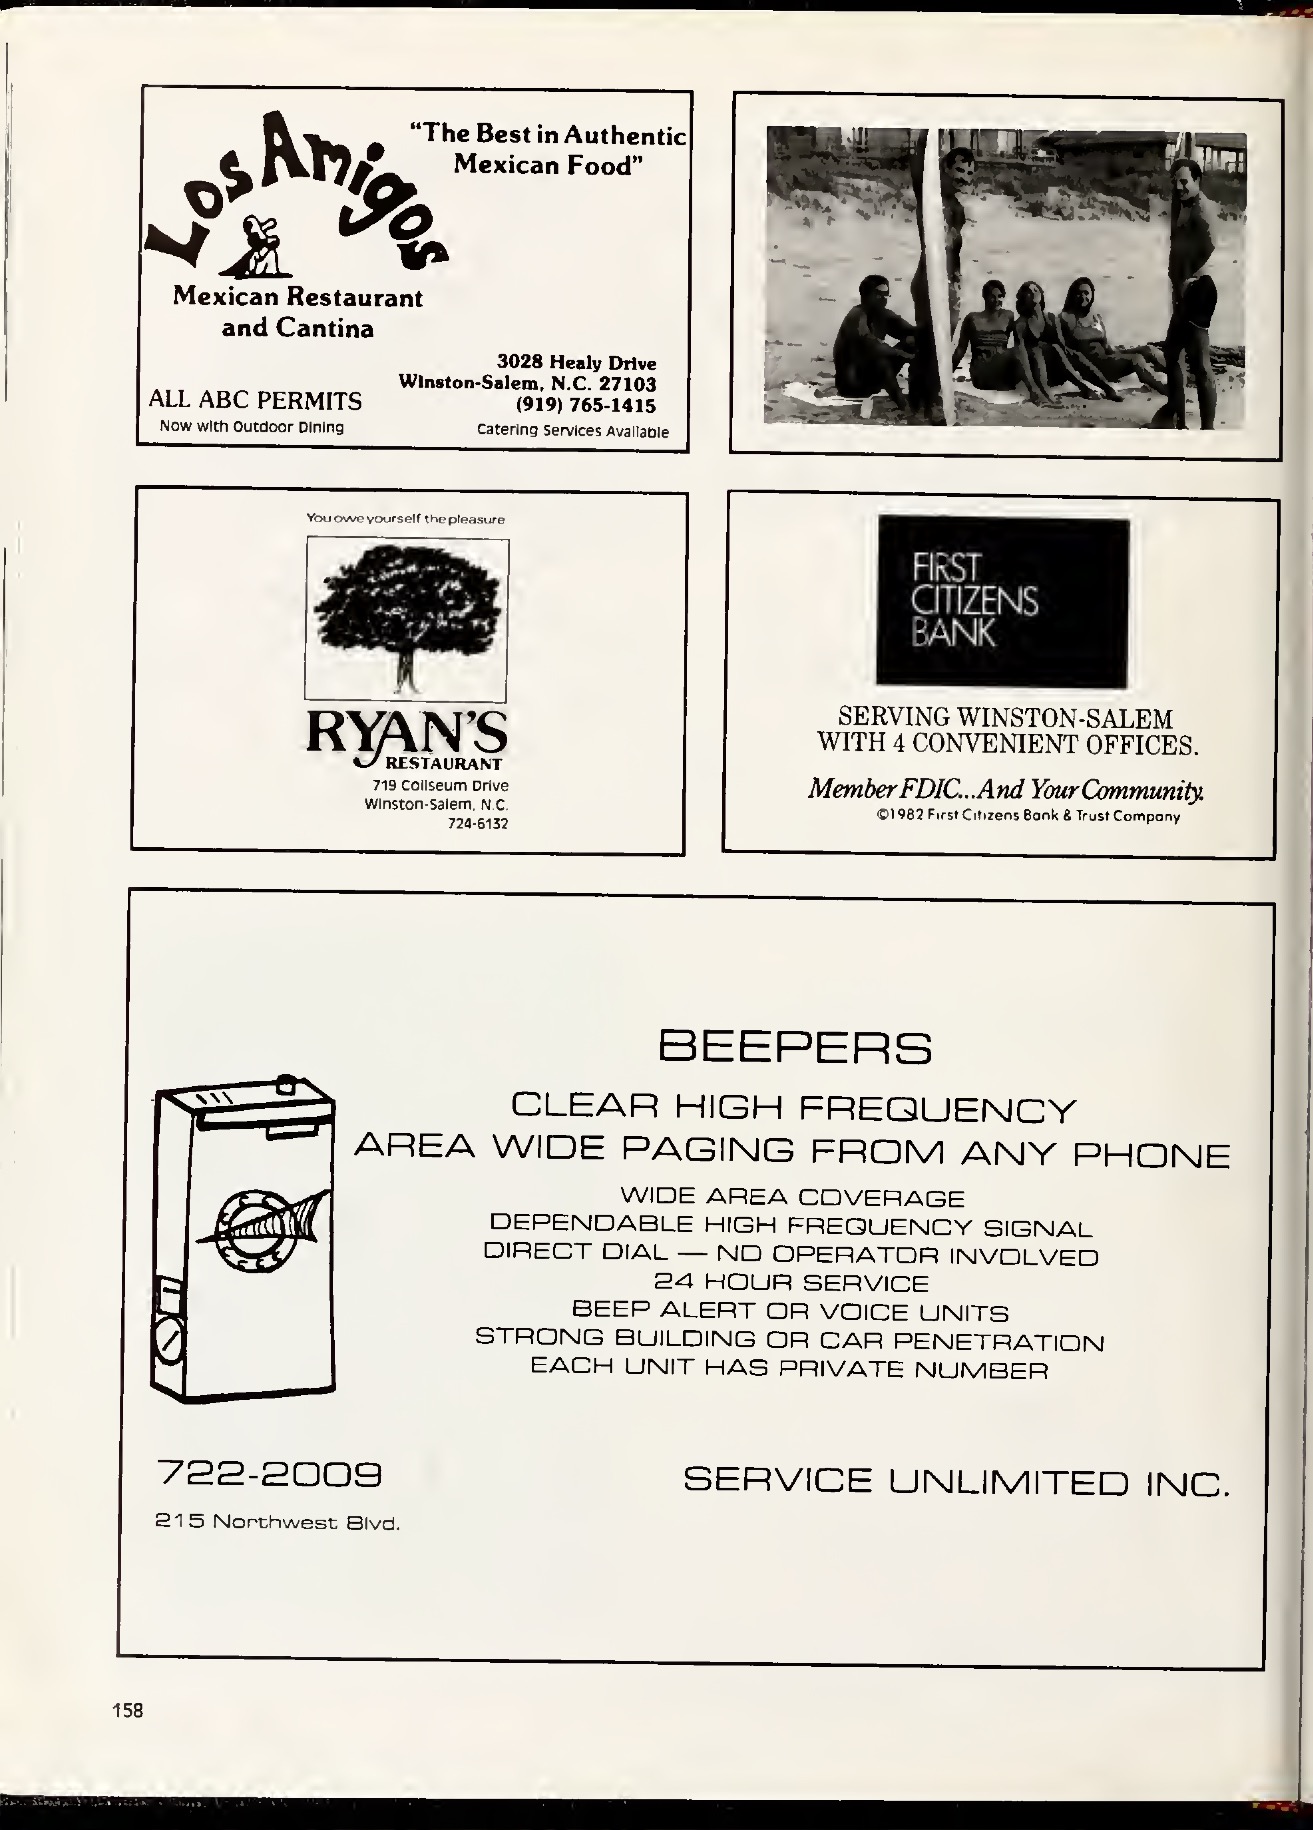 Los Amigos
"The Best in Authentic
Mexican Food"
Mexican Restaurant
and Cantina
3028 Healy Drive
Winston-Salem, N.C. 27103
(919) 765-1415
ALL ABC PERMITS
Now with Outdoor Dining
Catering Services Available
You owe yourself the pleasure
RYAN'S
RESTAURANT
719 Coliseum Drive
Winston-Salem, N.C.
724-6132
FIRST
CITIZENS
BANK
SERVING WINSTON-SALEM
WITH 4 CONVENIENT OFFICES.
Member FDIC...And Your Community.
©1982 First Citizens Bank & Trust Company
BEEPERS
CLEAR HIGH FREQUENCY
AREA WIDE PAGING FROM ANY PHONE
WIDE AREA COVERAGE
DEPENDABLE HIGH FREQUENCY SIGNAL
DIRECT DIAL — NO OPERATOR INVOLVED
24 HOUR SERVICE
BEEP ALERT OR VOICE UNITS
STRONG BUILDING OR CAR PENETRATION
EACH UNIT HAS PRIVATE NUMBER
722-2009
SERVICE UNLIMITED INC.
215 Northwest Blvd.
158